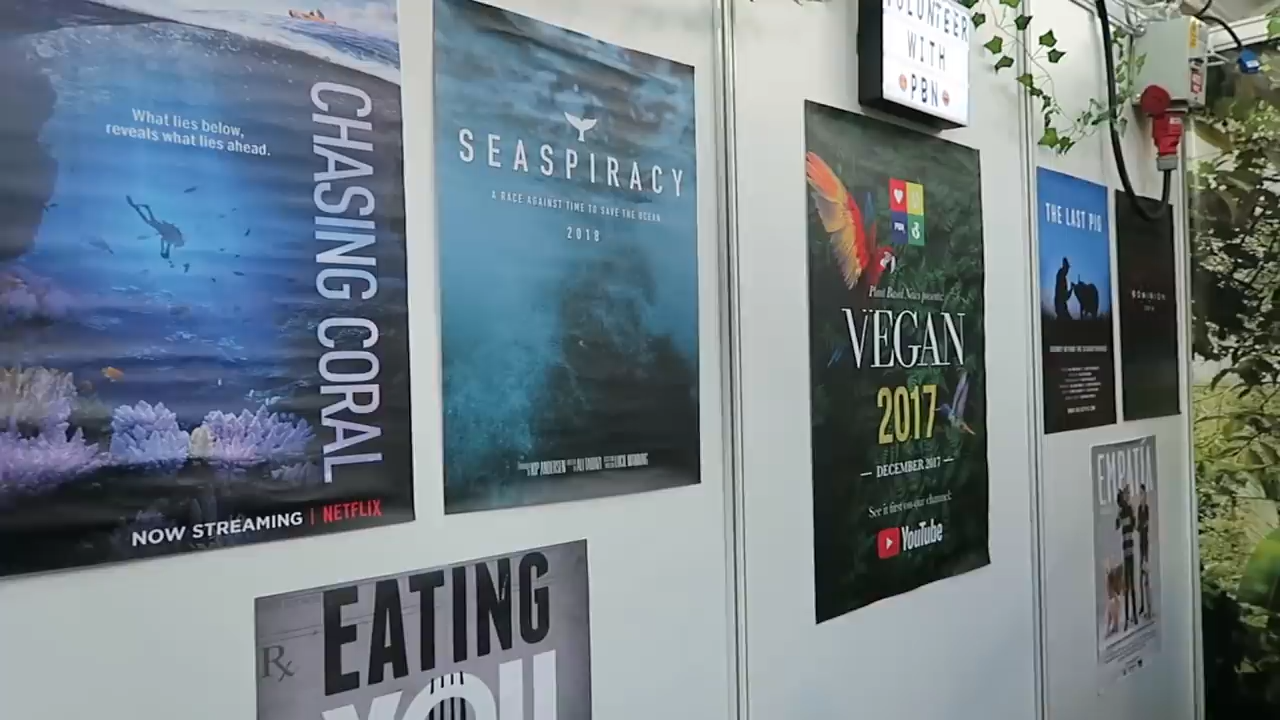 What lies below,
reveals what lies ahead.
CHASING CORAL
NOW STREAMING | NETFLIX
SEASPIRACY
A RACE AGAINST TIME TO SAVE THE OCEAN
2018
EATING
YOU
VOLUNTEER
WITH
PBN
Plant Based News presents:
VEGAN
2017
— DECEMBER 2017 —
See it first on our channel:
YouTube
THE LAST PIG
DOMINION
EMPATÍA